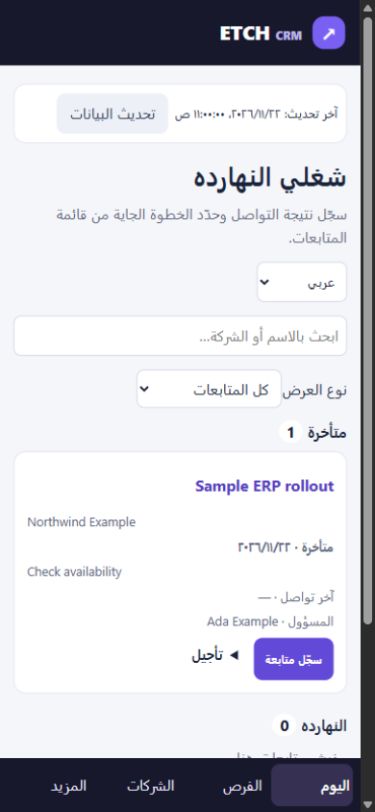 ETCH CRM
آخر تحديث: ٢٠٢٦/١١/٢٢، ١١:٠٠:٠٠ ص
تحديث البيانات
شغلي النهارده
سجّل نتيجة التواصل وحدّد الخطوة الجاية من قائمة
المتابعات.
عربي
ابحث بالاسم أو الشركة...
نوع العرض
كل المتابعات
متأخرة 1
Sample ERP rollout
Northwind Example
متأخرة · ٢٠٢٦/١١/٢٢
Check availability
آخر تواصل · —
المسؤول · Ada Example
سجّل متابعة
◀ تأجيل
النهارده 0
اليوم
الفرص
الشركات
المزيد